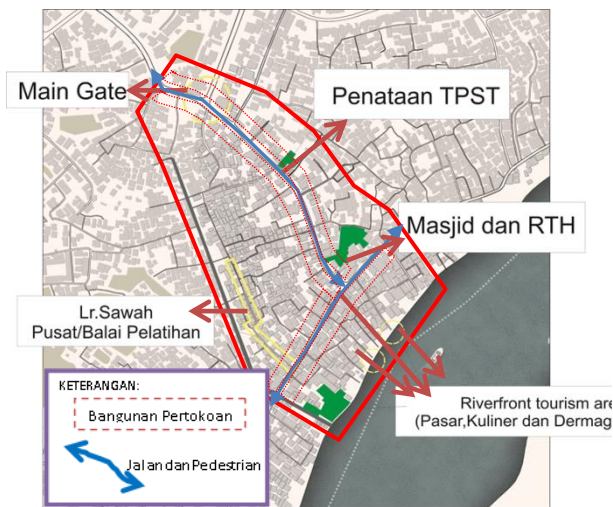 Main Gate
Penataan TPST
Masjid dan RTH
Lr.Sawah
Pusat/Balai Pelatihan
Riverfront tourism are
(Pasar,Kuliner dan Dermag
KETERANGAN:
Bangunan Pertokoan
Jalan dan Pedestrian